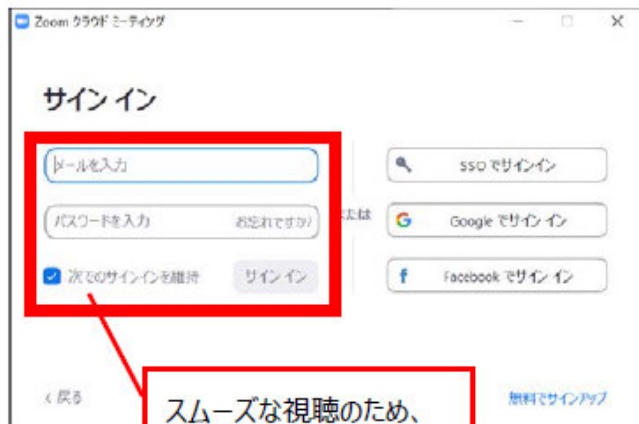 Zoom クラウド ミーティング
サイン イン
メールを入力
パスワードを入力
お忘れですか?
または
次でのサインインを維持
サイン イン
SSO でサインイン
Google でサイン イン
Facebook でサイン イン
く 戻る
無料でサインアップ
スムーズな視聴のため、